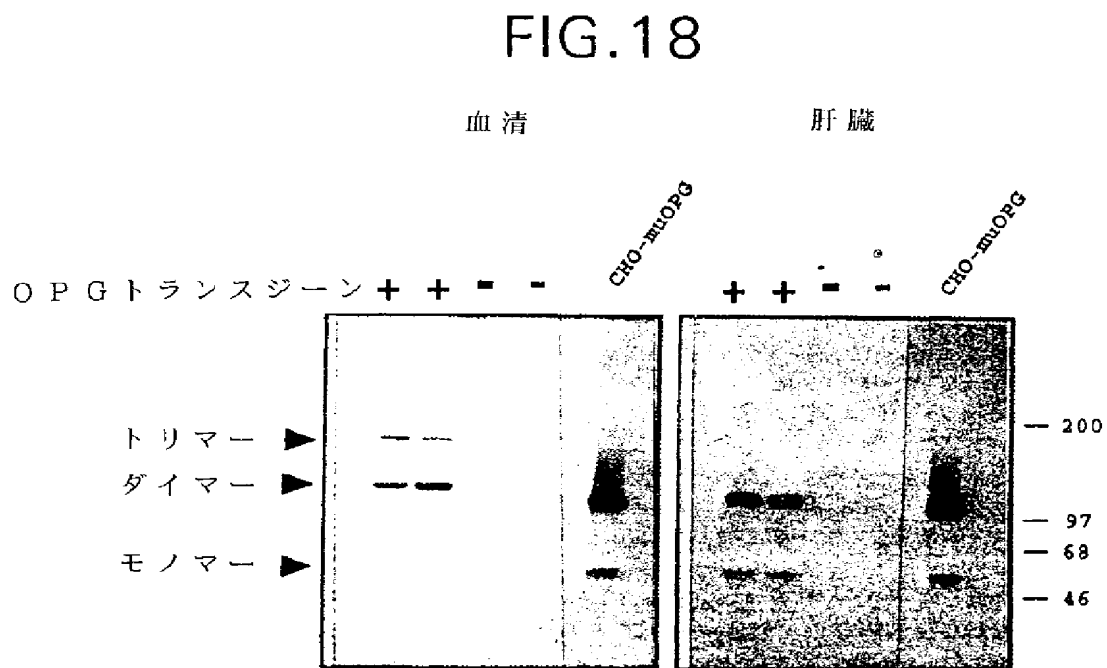 FIG.18
血清
肝臓
CHO-muOPG
CHO-muOPG
OPGトランスジーン + + - -
+ + - -
トリマー
ダイマー
モノマー
200
97
68
46